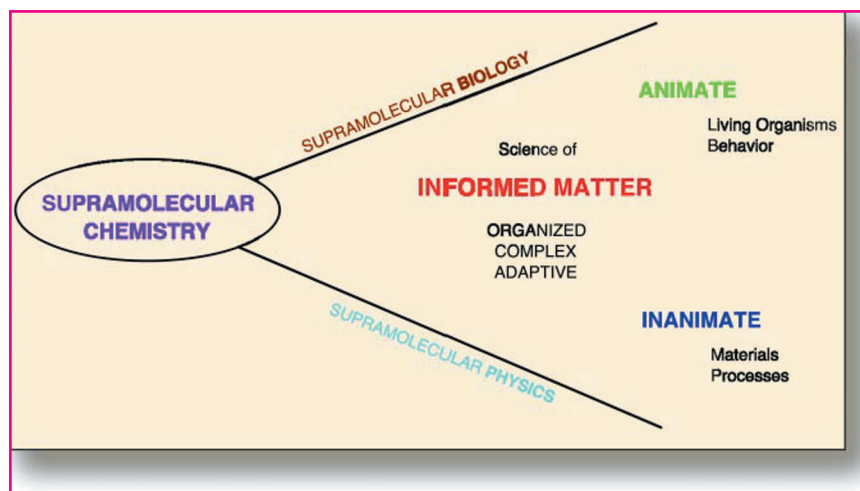 SUPRAMOLECULAR
CHEMISTRY
SUPRAMOLECULAR BIOLOGY
Science of
INFORMED MATTER
ORGANIZED
COMPLEX
ADAPTIVE
SUPRAMOLECULAR PHYSICS
ANIMATE
Living Organisms
Behavior
INANIMATE
Materials
Processes